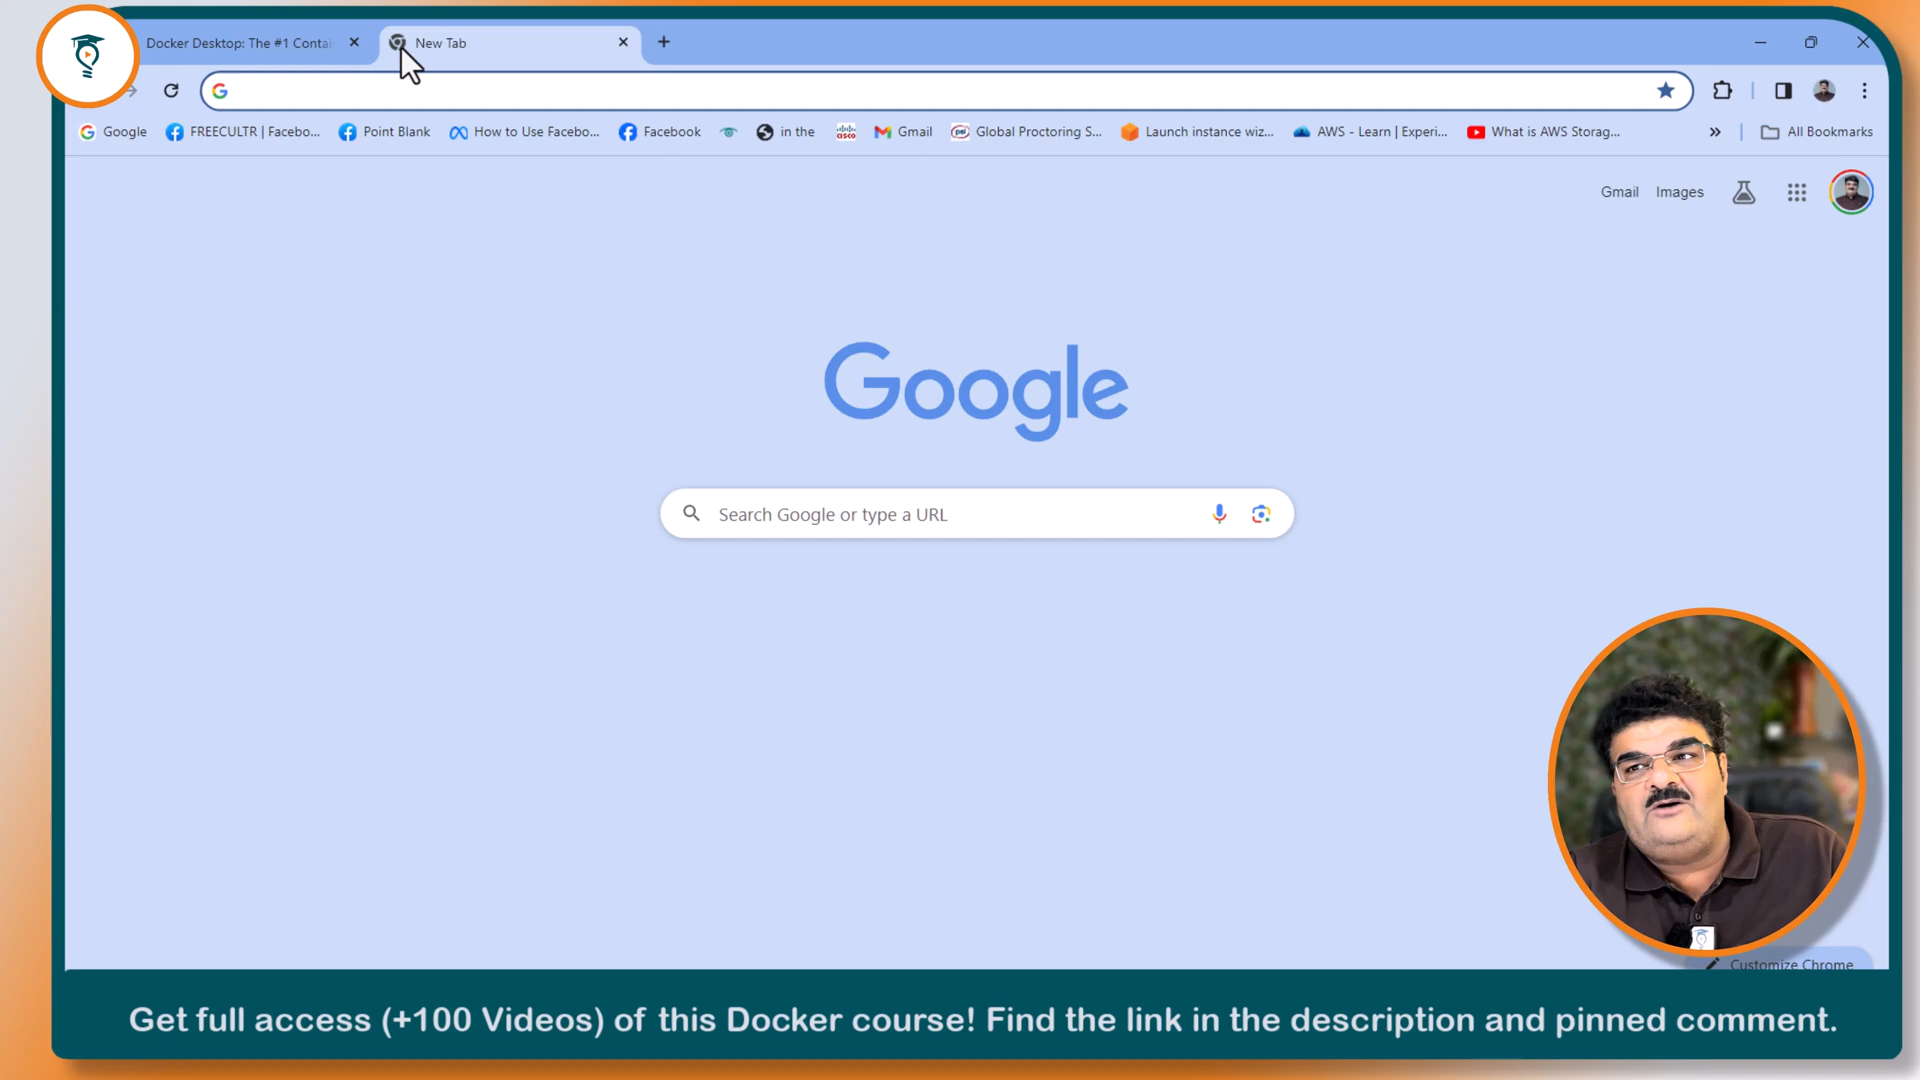 Docker Desktop: The #1 Contai
New Tab
Google
FREECULTR | Facebo...
Point Blank
How to Use Facebo...
Facebook
in the
cisco
Gmail
Global Proctoring S...
Launch instance wiz...
AWS - Learn | Experi...
What is AWS Storag...
All Bookmarks
Gmail
Images
Google
Search Google or type a URL
Customize Chrome
Get full access (+100 Videos) of this Docker course! Find the link in the description and pinned comment.